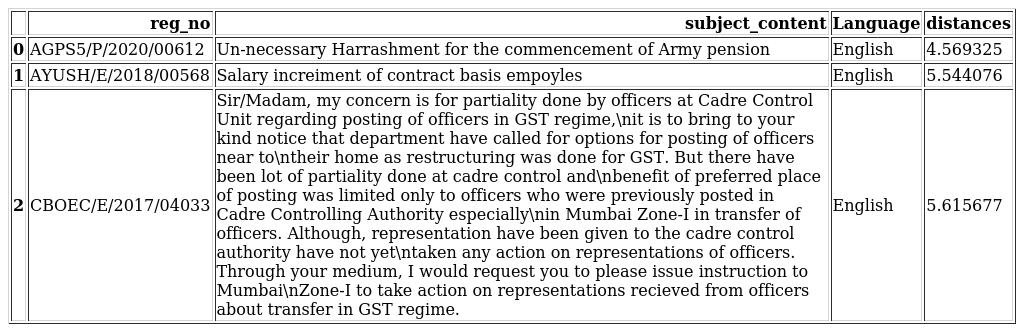 reg_no subject_content Language distances
0 AGPS5/P/2020/00612 Un-necessary Harrashment for the commencement of Army pension English 4.569325
1 AYUSH/E/2018/00568 Salary increiment of contract basis empoyles English 5.544076
Sir/Madam, my concern is for partiality done by officers at Cadre Control
Unit regarding posting of officers in GST regime,\nit is to bring to your
kind notice that department have called for options for posting of officers
near to\ntheir home as restructuring was done for GST. But there have
been lot of partiality done at cadre control and\nbenefit of preferred place
2 CBOEC/E/2017/04033 of posting was limited only to officers who were previously posted in English 5.615677
Cadre Controlling Authority especially\nin Mumbai Zone-I in transfer of
officers. Although, representation have been given to the cadre control
authority have not yet\ntaken any action on representations of officers.
Through your medium, I would request you to please issue instruction to
Mumbai\nZone-I to take action on representations recieved from officers
about transfer in GST regime.